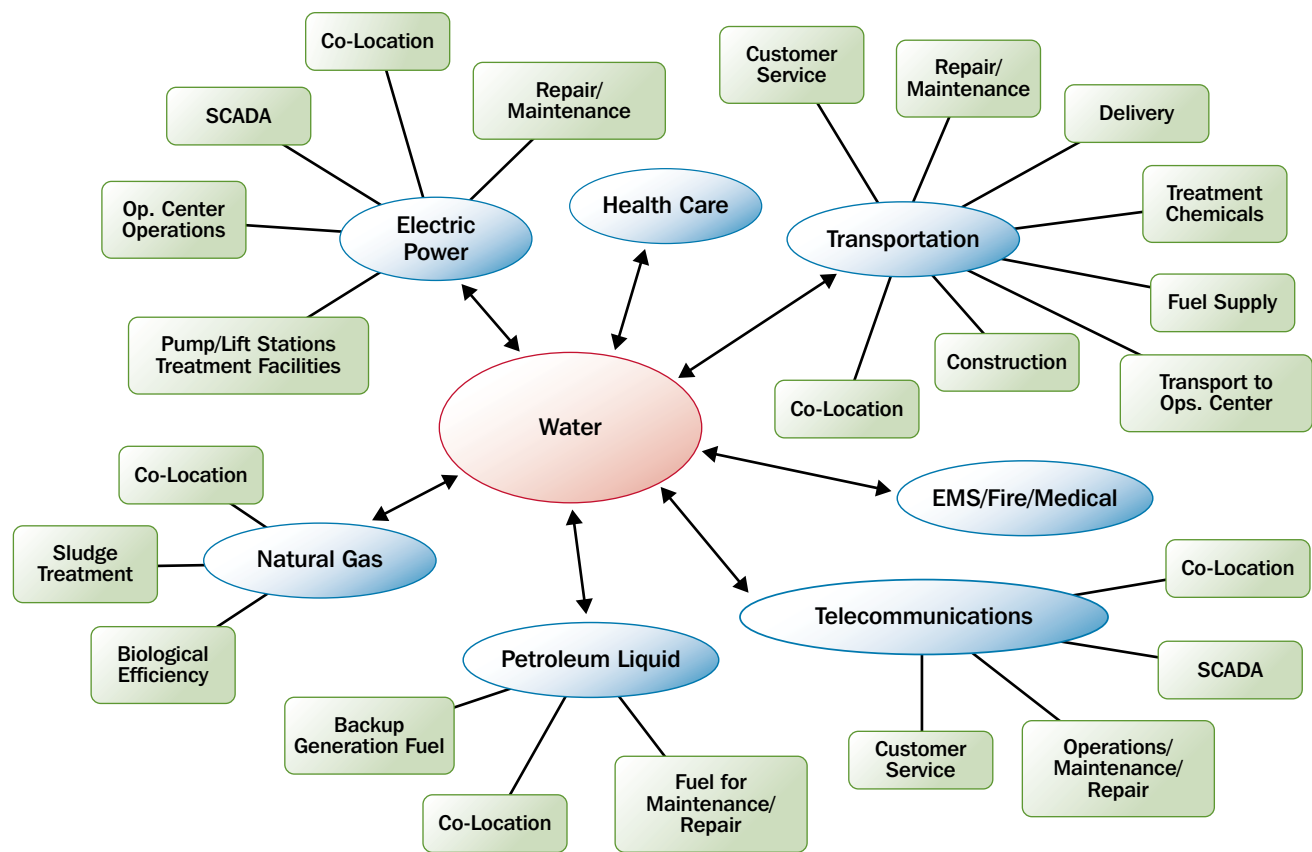 Co-Location
SCADA
Repair/
Maintenance
Op. Center
Operations
Electric
Power
Pump/Lift Stations
Treatment Facilities
Health Care
Customer
Service
Repair/
Maintenance
Delivery
Treatment
Chemicals
Transportation
Fuel Supply
Construction
Transport to
Ops. Center
Co-Location
Water
Co-Location
Sludge
Treatment
Natural Gas
Biological
Efficiency
EMS/Fire/Medical
Petroleum Liquid
Backup
Generation Fuel
Co-Location
Fuel for
Maintenance/
Repair
Telecommunications
Co-Location
SCADA
Customer
Service
Operations/
Maintenance/
Repair